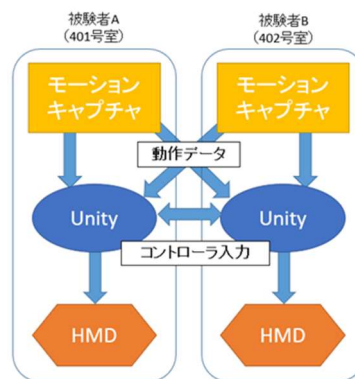 被験者A
(401号室)
被験者B
(402号室)
モーション
キャプチャ
モーション
キャプチャ
動作データ
Unity
Unity
コントローラ入力
HMD
HMD